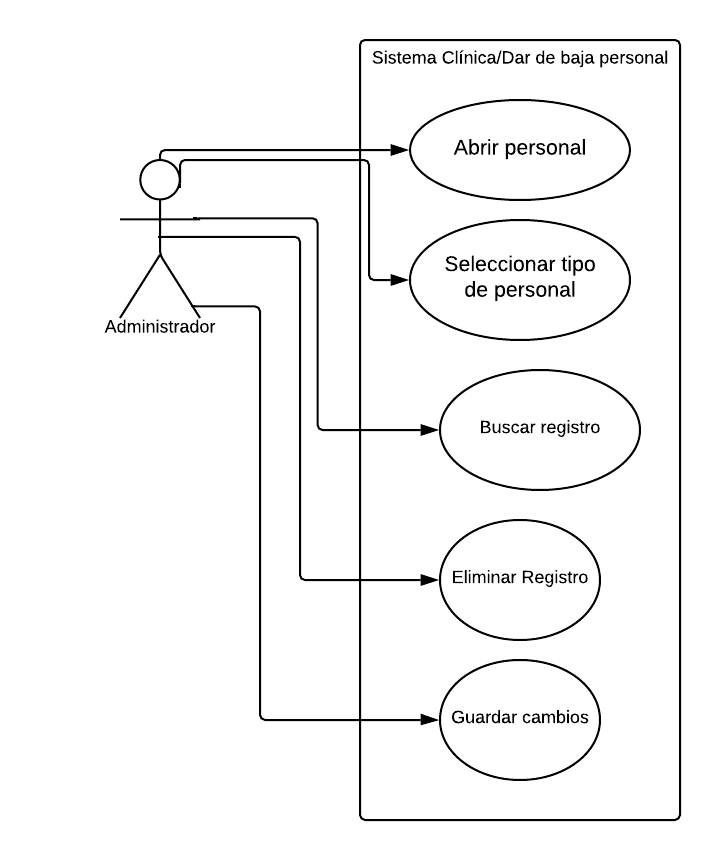 Sistema Clínica/Dar de baja personal
Abrir personal
Seleccionar tipo
de personal
Administrador
Buscar registro
Eliminar Registro
Guardar cambios